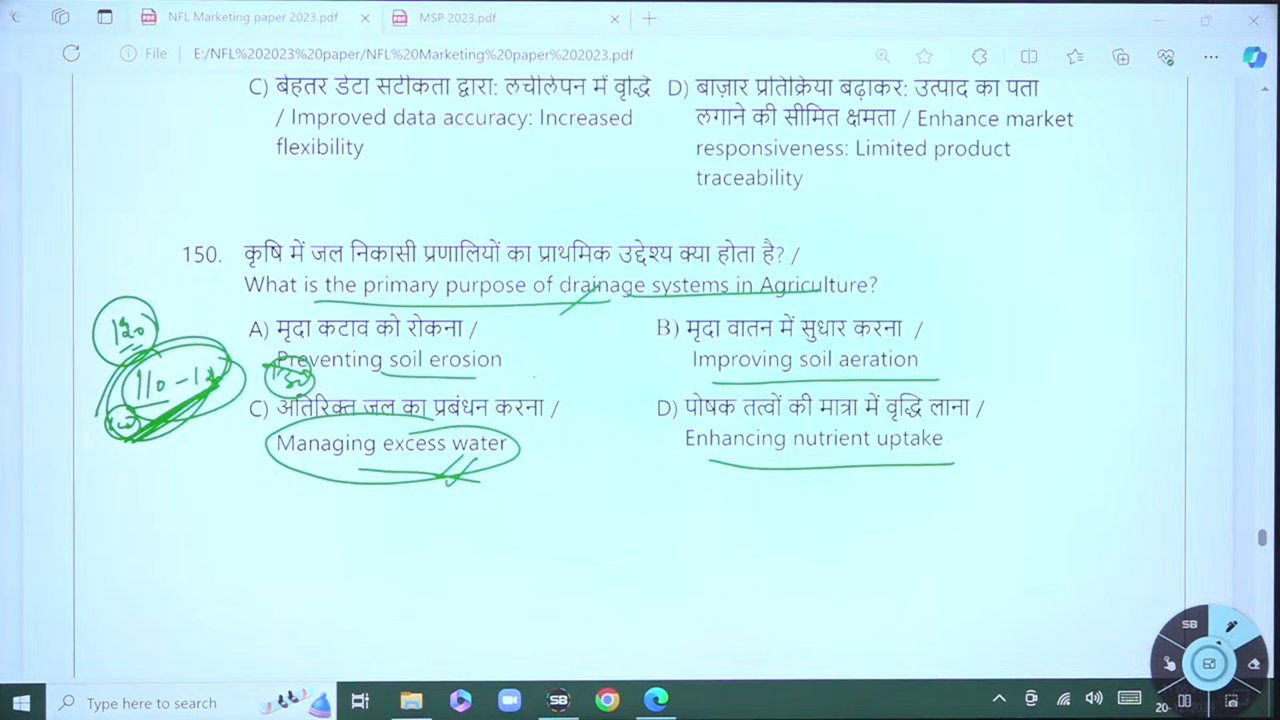 NFL Marketing paper 2023.pdf
MSP 2023.pdf
File
E:/NFL%202023%20paper/NFL%20Marketing%20paper%202023.pdf
C) बेहतर डेटा सटीकता द्वारा: लचीलेपन में वृद्धि
/ Improved data accuracy: Increased
flexibility
D) बाज़ार प्रतिक्रिया बढ़ाकर: उत्पाद का पता
लगाने की सीमित क्षमता / Enhance market
responsiveness: Limited product
traceability
150. कृषि में जल निकासी प्रणालियों का प्राथमिक उद्देश्य क्या होता है? /
What is the primary purpose of drainage systems in Agriculture?
A) मृदा कटाव को रोकना /
Preventing soil erosion
B) मृदा वातन में सुधार करना /
Improving soil aeration
C) अतिरिक्त जल का प्रबंधन करना /
Managing excess water
D) पोषक तत्वों की मात्रा में वृद्धि लाना /
Enhancing nutrient uptake
120
SB
Type here to search
SB